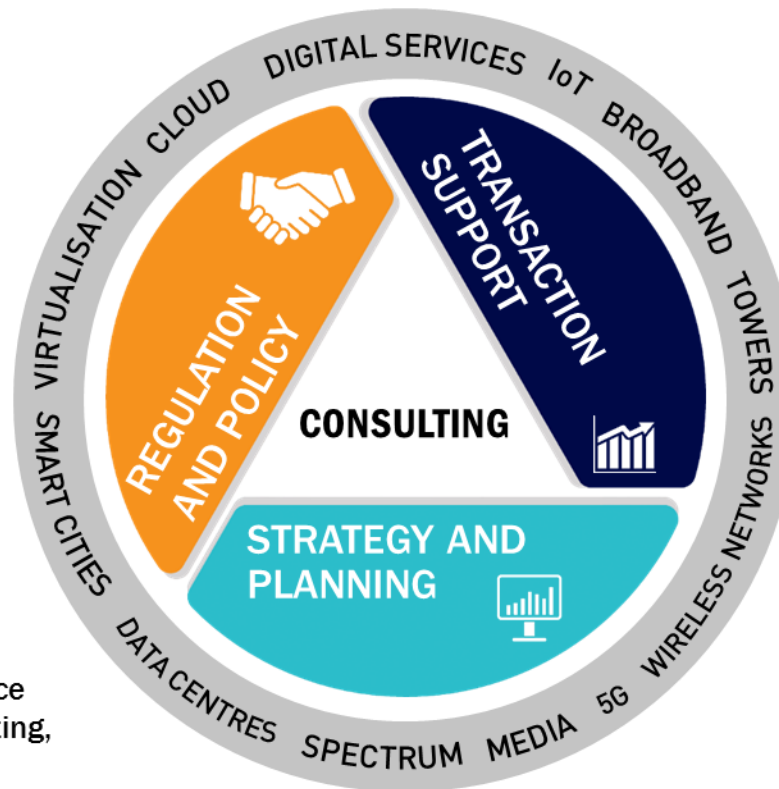 DIGITAL SERVICES
IoT
BROADBAND
TOWERS
WIRELESS NETWORKS
5G
MEDIA
SPECTRUM
DATA CENTRES
SMART CITIES
VIRTUALISATION
CLOUD
TRANSACTION
SUPPORT
REGULATION
AND POLICY
CONSULTING
STRATEGY AND
PLANNING